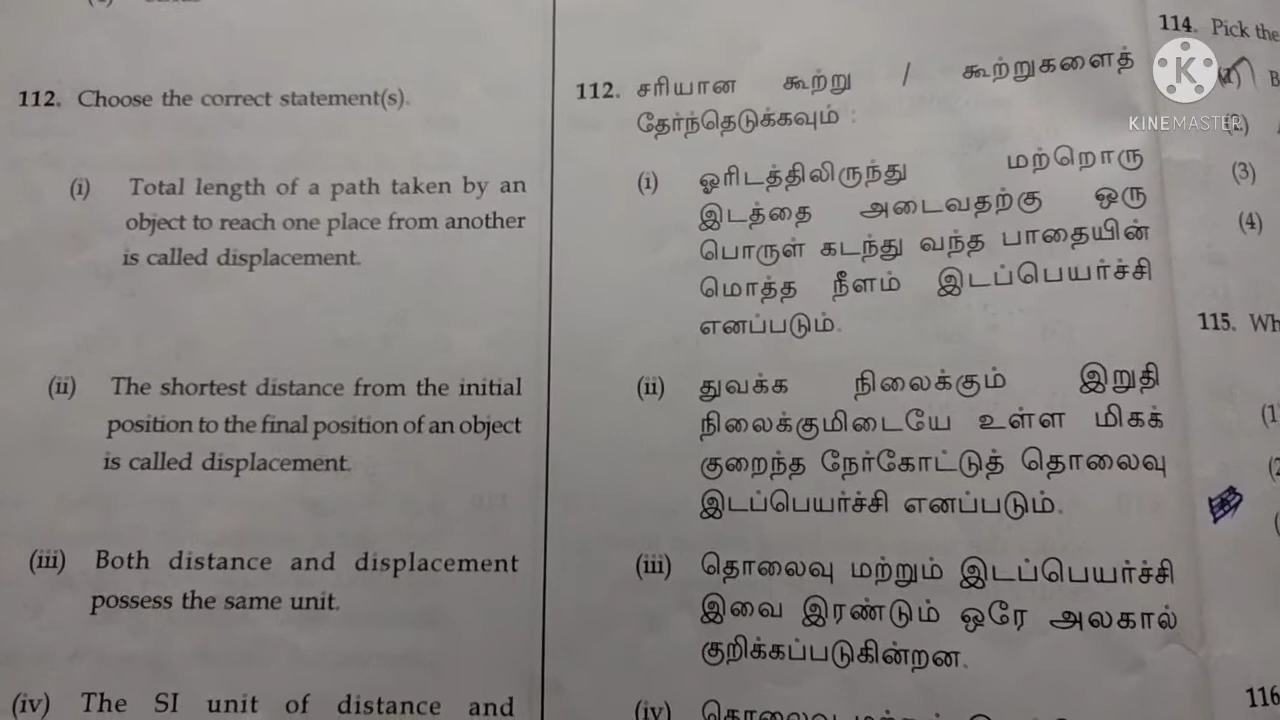 112. Choose the correct statement(s).
(i) Total length of a path taken by an
object to reach one place from another
is called displacement.
(ii) The shortest distance from the initial
position to the final position of an object
is called displacement.
(iii) Both distance and displacement
possess the same unit.
(iv) The SI unit of distance and
112. சரியான கூற்று / கூற்றுகளைத்
தேர்ந்தெடுக்கவும் :
(i) ஓரிடத்திலிருந்து மற்றொரு
இடத்தை அடைவதற்கு ஒரு
பொருள் கடந்து வந்த பாதையின்
மொத்த நீளம் இடப்பெயர்ச்சி
எனப்படும்.
(ii) துவக்க நிலைக்கும் இறுதி
நிலைக்குமிடையே உள்ள மிகக்
குறைந்த நேர்கோட்டுத் தொலைவு
இடப்பெயர்ச்சி எனப்படும்.
(iii) தொலைவு மற்றும் இடப்பெயர்ச்சி
இவை இரண்டும் ஒரே அலகால்
குறிக்கப்படுகின்றன.
(iv) தொலைவு மற்றும்
114. Pick the
B
(2)
(3)
(4)
115. Wh
116
K
KINEMASTER